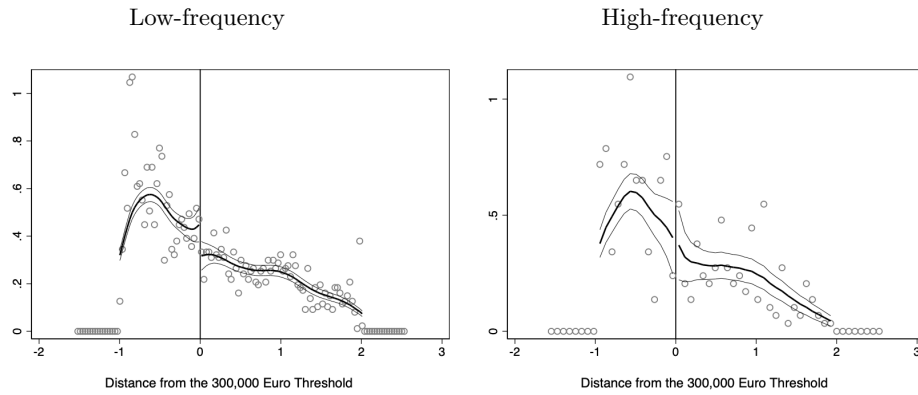 Low-frequency
High-frequency
1
.8
.6
.4
.2
0
-2 -1 0 1 2 3
Distance from the 300,000 Euro Threshold
1
.5
0
-2 -1 0 1 2 3
Distance from the 300,000 Euro Threshold